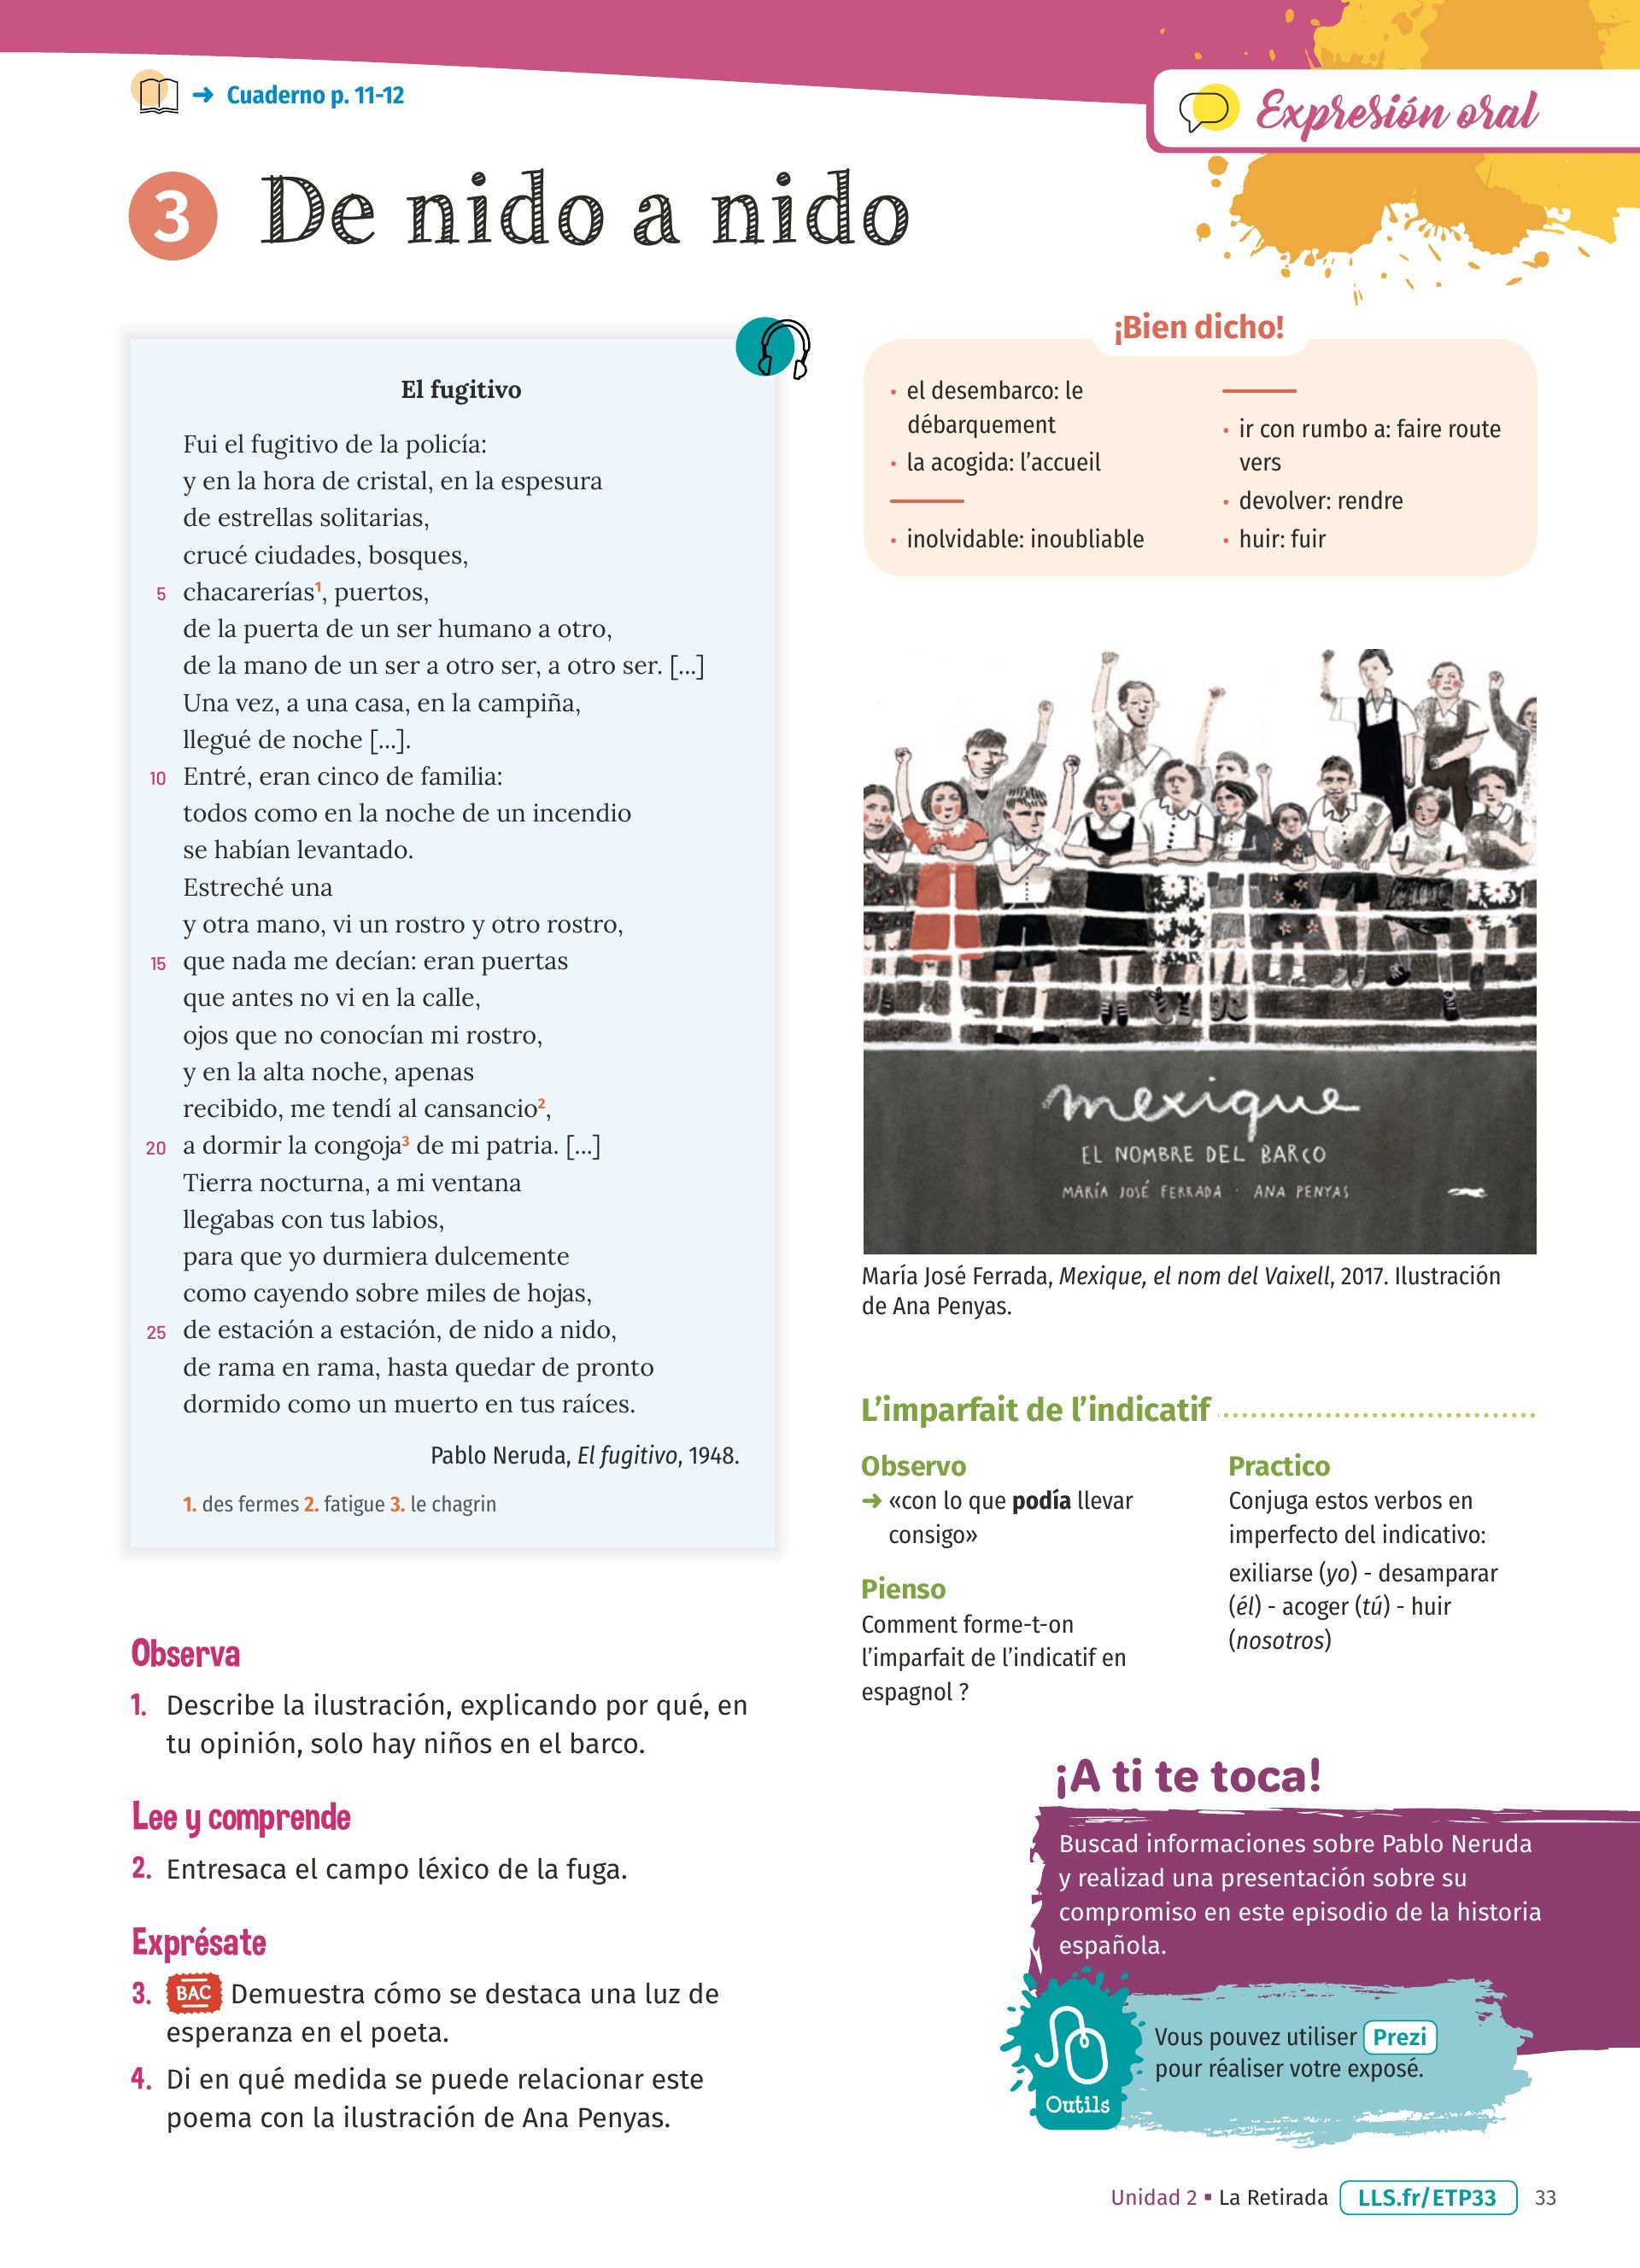 → Cuaderno p. 11-12
Expresión oral
3 De nido a nido
El fugitivo
Fui el fugitivo de la policía:
y en la hora de cristal, en la espesura
de estrellas solitarias,
crucé ciudades, bosques,
5 chacarerías¹, puertos,
de la puerta de un ser humano a otro,
de la mano de un ser a otro ser, a otro ser. [...]
Una vez, a una casa, en la campiña,
llegué de noche [...].
10 Entré, eran cinco de familia:
todos como en la noche de un incendio
se habían levantado.
Estreché una
y otra mano, vi un rostro y otro rostro,
15 que nada me decían: eran puertas
que antes no vi en la calle,
ojos que no conocían mi rostro,
y en la alta noche, apenas
recibido, me tendí al cansancio²,
20 a dormir la congoja³ de mi patria. [...]
Tierra nocturna, a mi ventana
llegabas con tus labios,
para que yo durmiera dulcemente
como cayendo sobre miles de hojas,
25 de estación a estación, de nido a nido,
de rama en rama, hasta quedar de pronto
dormido como un muerto en tus raíces.
Pablo Neruda, El fugitivo, 1948.
1. des fermes 2. fatigue 3. le chagrin
¡Bien dicho!
• el desembarco: le
débarquement
• la acogida: l'accueil
• inolvidable: inoubliable
• ir con rumbo a: faire route
vers
• devolver: rendre
• huir: fuir
mexique
EL NOMBRE DEL BARCO
MARÍA JOSÉ FERRADA · ANA PENYAS
María José Ferrada, Mexique, el nom del Vaixell, 2017. Ilustración
de Ana Penyas.
L'imparfait de l'indicatif
Observo
→ «con lo que podía llevar
consigo»
Pienso
Comment forme-t-on
l'imparfait de l'indicatif en
espagnol ?
Practico
Conjuga estos verbos en
imperfecto del indicativo:
exiliarse (yo) - desamparar
(él) - acoger (tú) - huir
(nosotros)
Observa
1. Describe la ilustración, explicando por qué, en
tu opinión, solo hay niños en el barco.
Lee y comprende
2. Entresaca el campo léxico de la fuga.
Exprésate
3. BAC Demuestra cómo se destaca una luz de
esperanza en el poeta.
4. Di en qué medida se puede relacionar este
poema con la ilustración de Ana Penyas.
¡A ti te toca!
Buscad informaciones sobre Pablo Neruda
y realizad una presentación sobre su
compromiso en este episodio de la historia
española.
Outils
Vous pouvez utiliser Prezi
pour réaliser votre exposé.
Unidad 2 ▪ La Retirada LLS.fr/ETP33 33